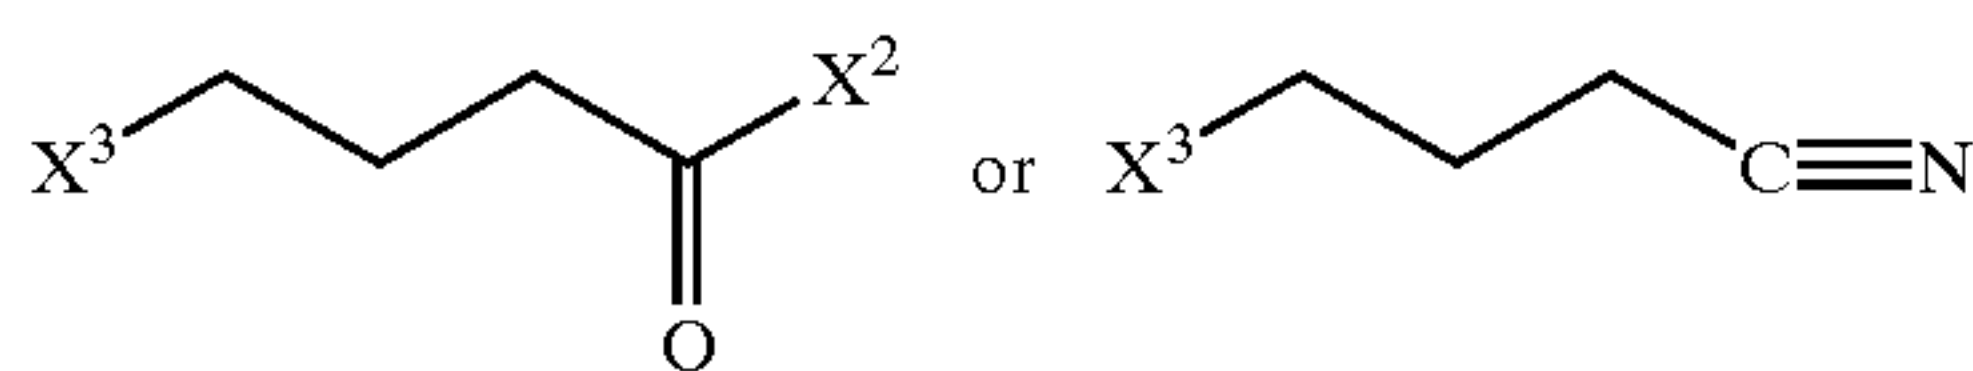 X³ X² O or X³ C N